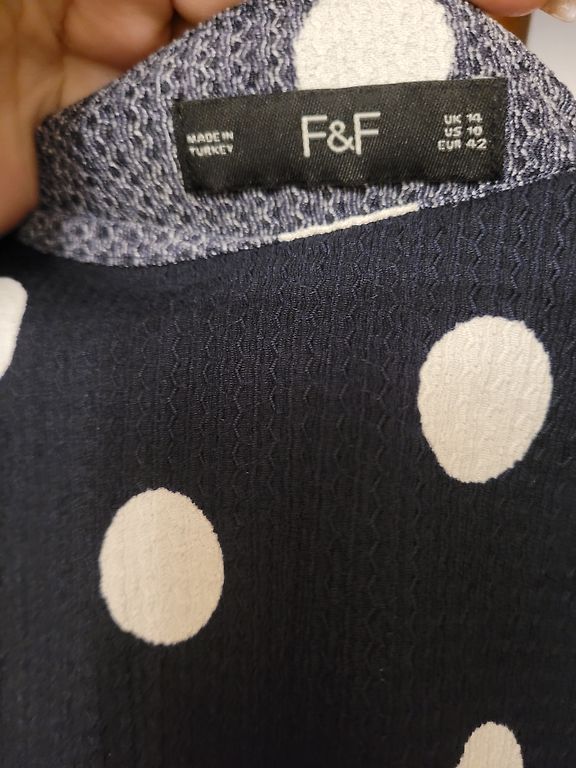 MADE IN
TURKEY
F&F
UK 14
US 10
EUR 42